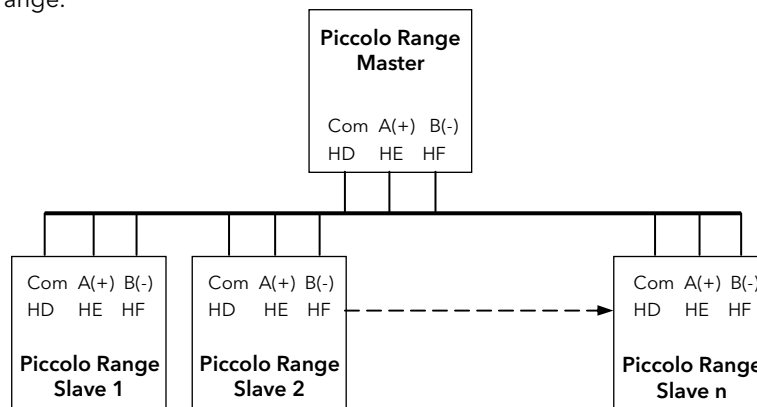 ange.
Piccolo Range
Master
Com A(+) B(-)
HD HE HF
Com A(+) B(-)
HD HE HF
Piccolo Range
Slave 1
Com A(+) B(-)
HD HE HF
Piccolo Range
Slave 2
Com A(+) B(-)
HD HE HF
Piccolo Range
Slave n